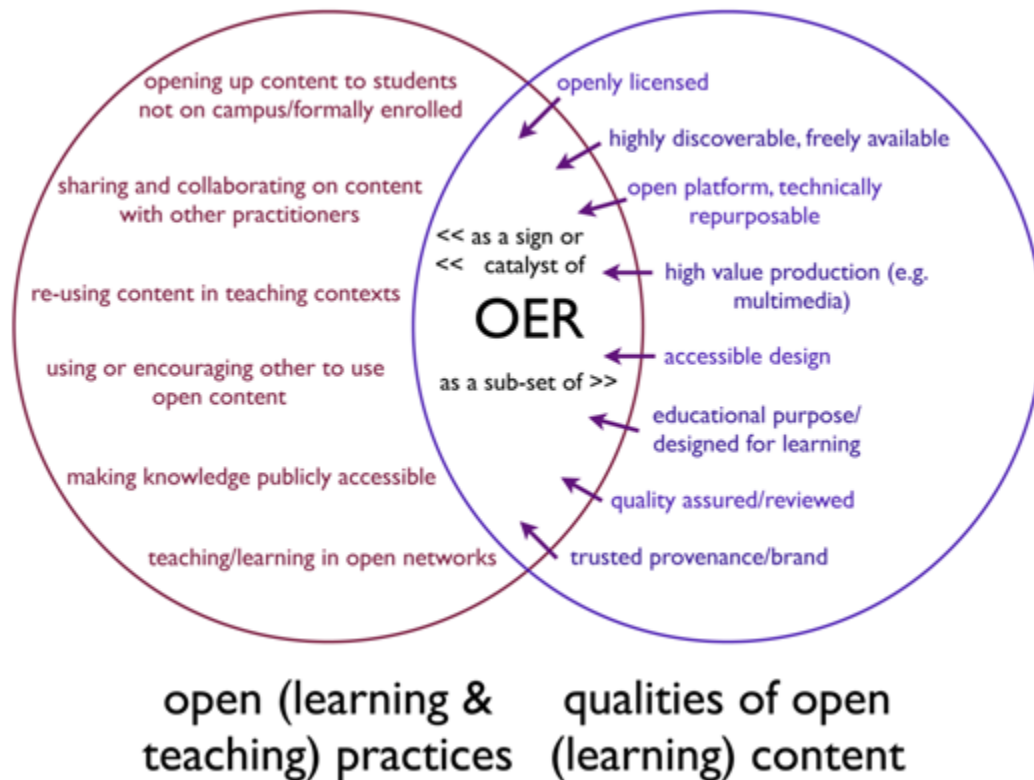 opening up content to students
not on campus/formally enrolled
sharing and collaborating on content
with other practitioners
re-using content in teaching contexts
using or encouraging other to use
open content
making knowledge publicly accessible
teaching/learning in open networks
<< as a sign or
<< catalyst of
OER
as a sub-set of >>
openly licensed
highly discoverable, freely available
open platform, technically
repurposable
high value production (e.g.
multimedia)
accessible design
educational purpose/
designed for learning
quality assured/reviewed
trusted provenance/brand
open (learning &
teaching) practices
qualities of open
(learning) content